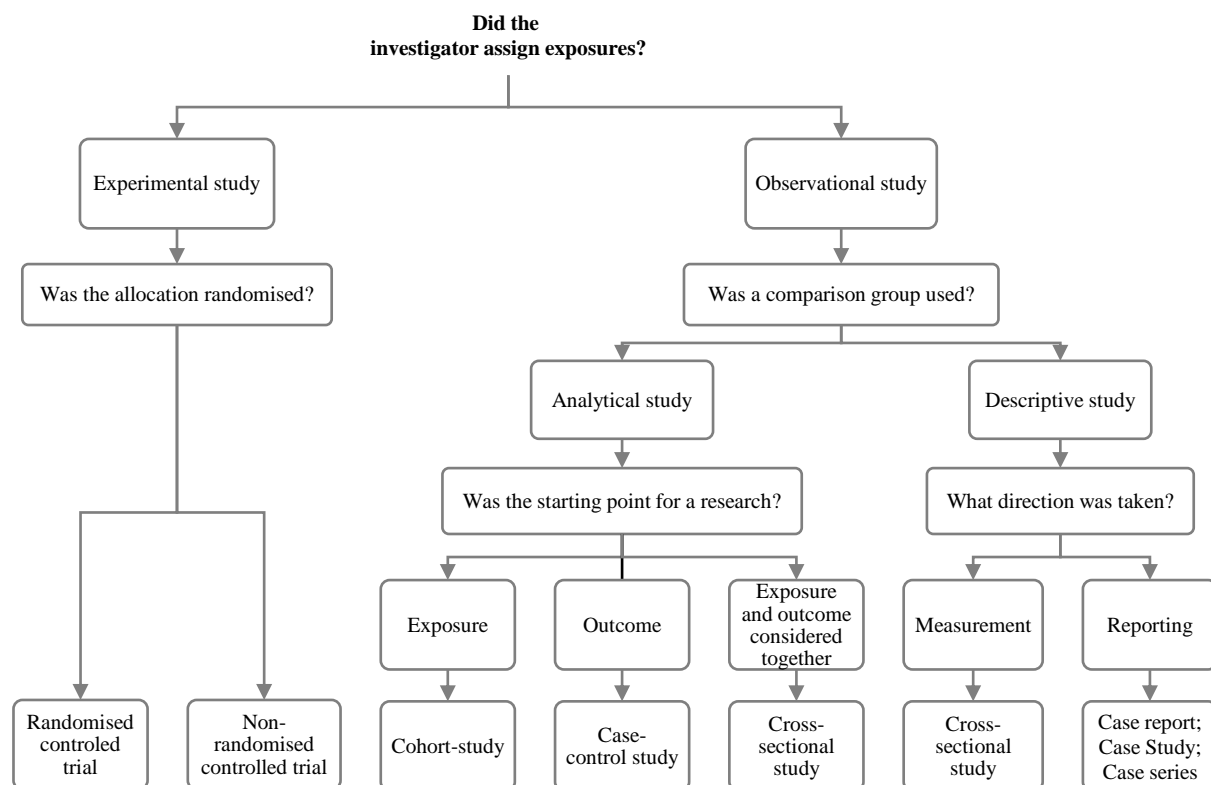 Did the
investigator assign exposures?
Experimental study
Observational study
Was the allocation randomised?
Was a comparison group used?
Analytical study
Descriptive study
Was the starting point for a research?
What direction was taken?
Exposure
Outcome
Exposure
and outcome
considered
together
Measurement
Reporting
Randomised
controled
trial
Non-
randomised
controlled trial
Cohort-study
Case-
control study
Cross-
sectional
study
Cross-
sectional
study
Case report;
Case Study;
Case series